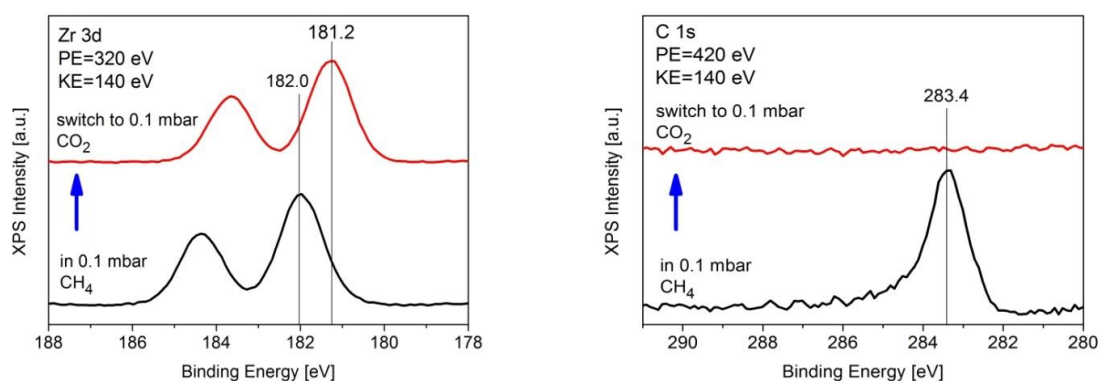 Zr 3d
PE=320 eV
KE=140 eV
181.2
182.0
switch to 0.1 mbar
CO₂
in 0.1 mbar
CH₄
XPS Intensity [a.u.]
188 186 184 182 180 178
Binding Energy [eV]
C 1s
PE=420 eV
KE=140 eV
283.4
switch to 0.1 mbar
CO₂
in 0.1 mbar
CH₄
XPS Intensity [a.u.]
290 288 286 284 282 280
Binding Energy [eV]